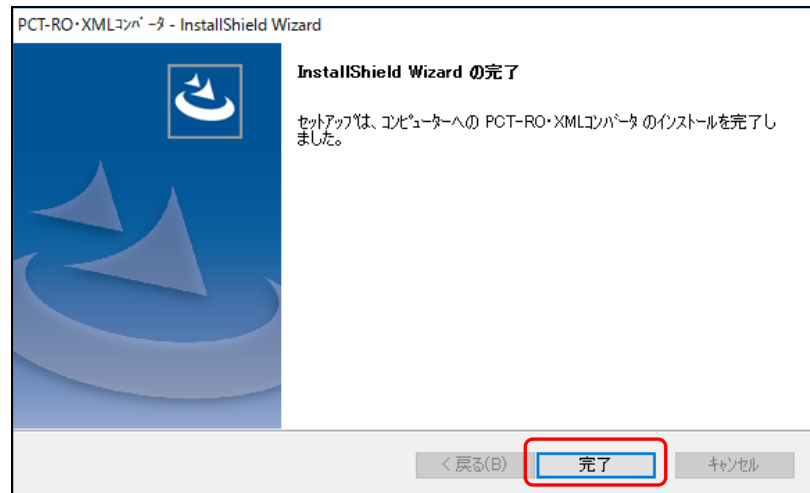 PCT-RO・XMLｺﾝﾊﾞｰﾀ - InstallShield Wizard
InstallShield Wizard の完了
セットアップは、コンピューターへの PCT-RO・XMLコンバータ のインストールを完了し
ました。
< 戻る(B)
完了
キャンセル